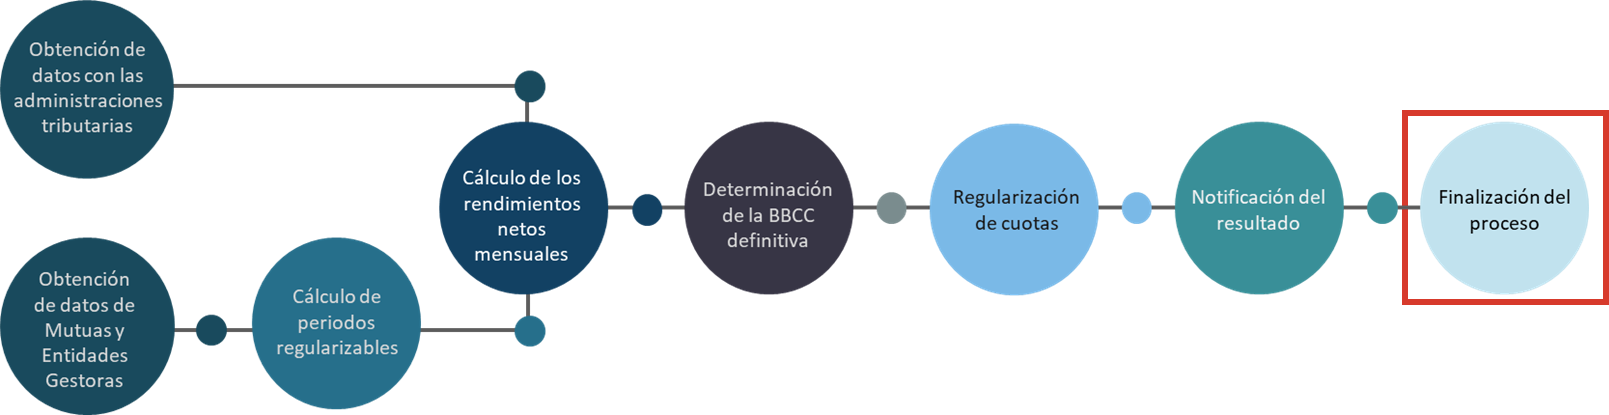 Obtención de
datos con las
administraciones
tributarias
Obtención
de datos de
Mutuas y
Entidades
Gestoras
Cálculo de
periodos
regularizables
Cálculo de los
rendimientos
netos
mensuales
Determinación
de la BBCC
definitiva
Regularización
de cuotas
Notificación del
resultado
Finalización del
proceso